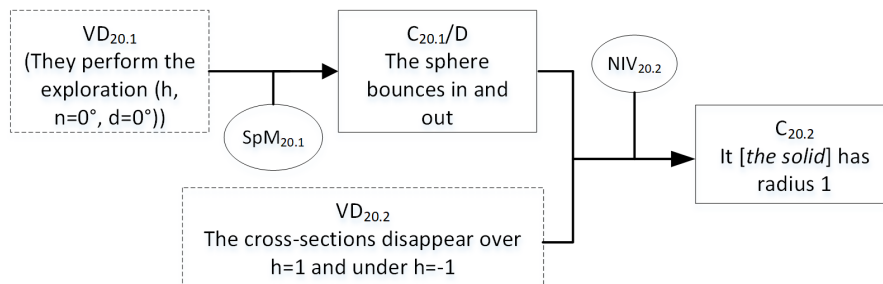 VD20.1
(They perform the
exploration (h,
n=0°, d=0°))
SpM20.1
C20.1/D
The sphere
bounces in and
out
VD20.2
The cross-sections disappear over
h=1 and under h=-1
NIV20.2
C20.2
It [the solid] has
radius 1